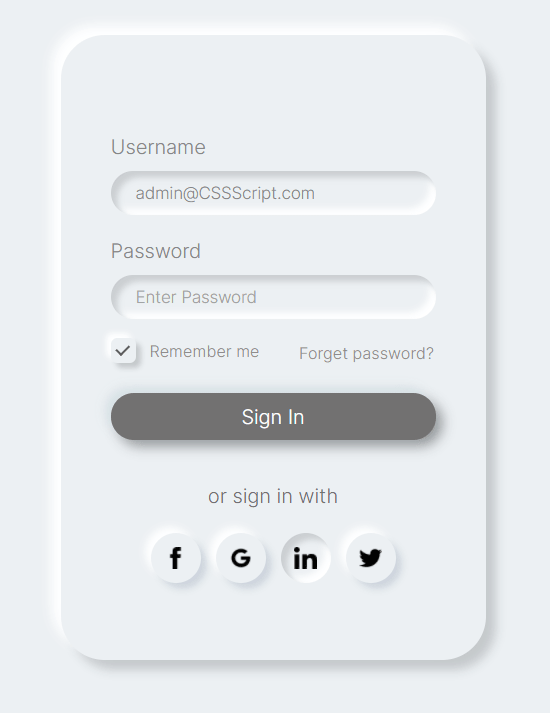 Username
admin@CSSScript.com
Password
Enter Password
Remember me Forget password?
Sign In
or sign in with
f G in